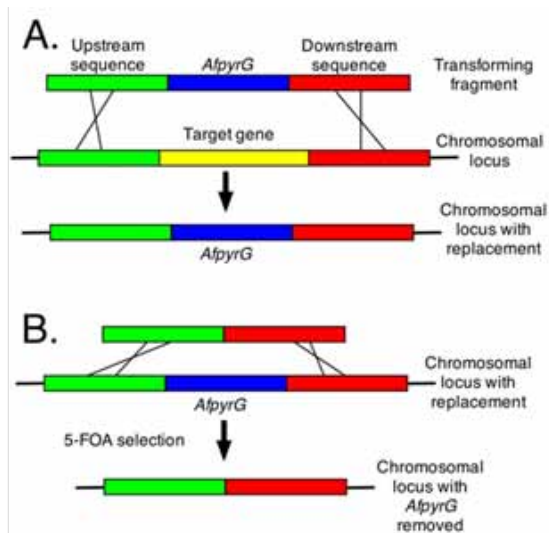 A.
Upstream
sequence
AfpyrG
Downstream
sequence
Transforming
fragment
Target gene
Chromosomal
locus
Chromosomal
locus with
replacement
AfpyrG
B.
Chromosomal
locus with
replacement
AfpyrG
5-FOA selection
Chromosomal
locus with
AfpyrG
removed